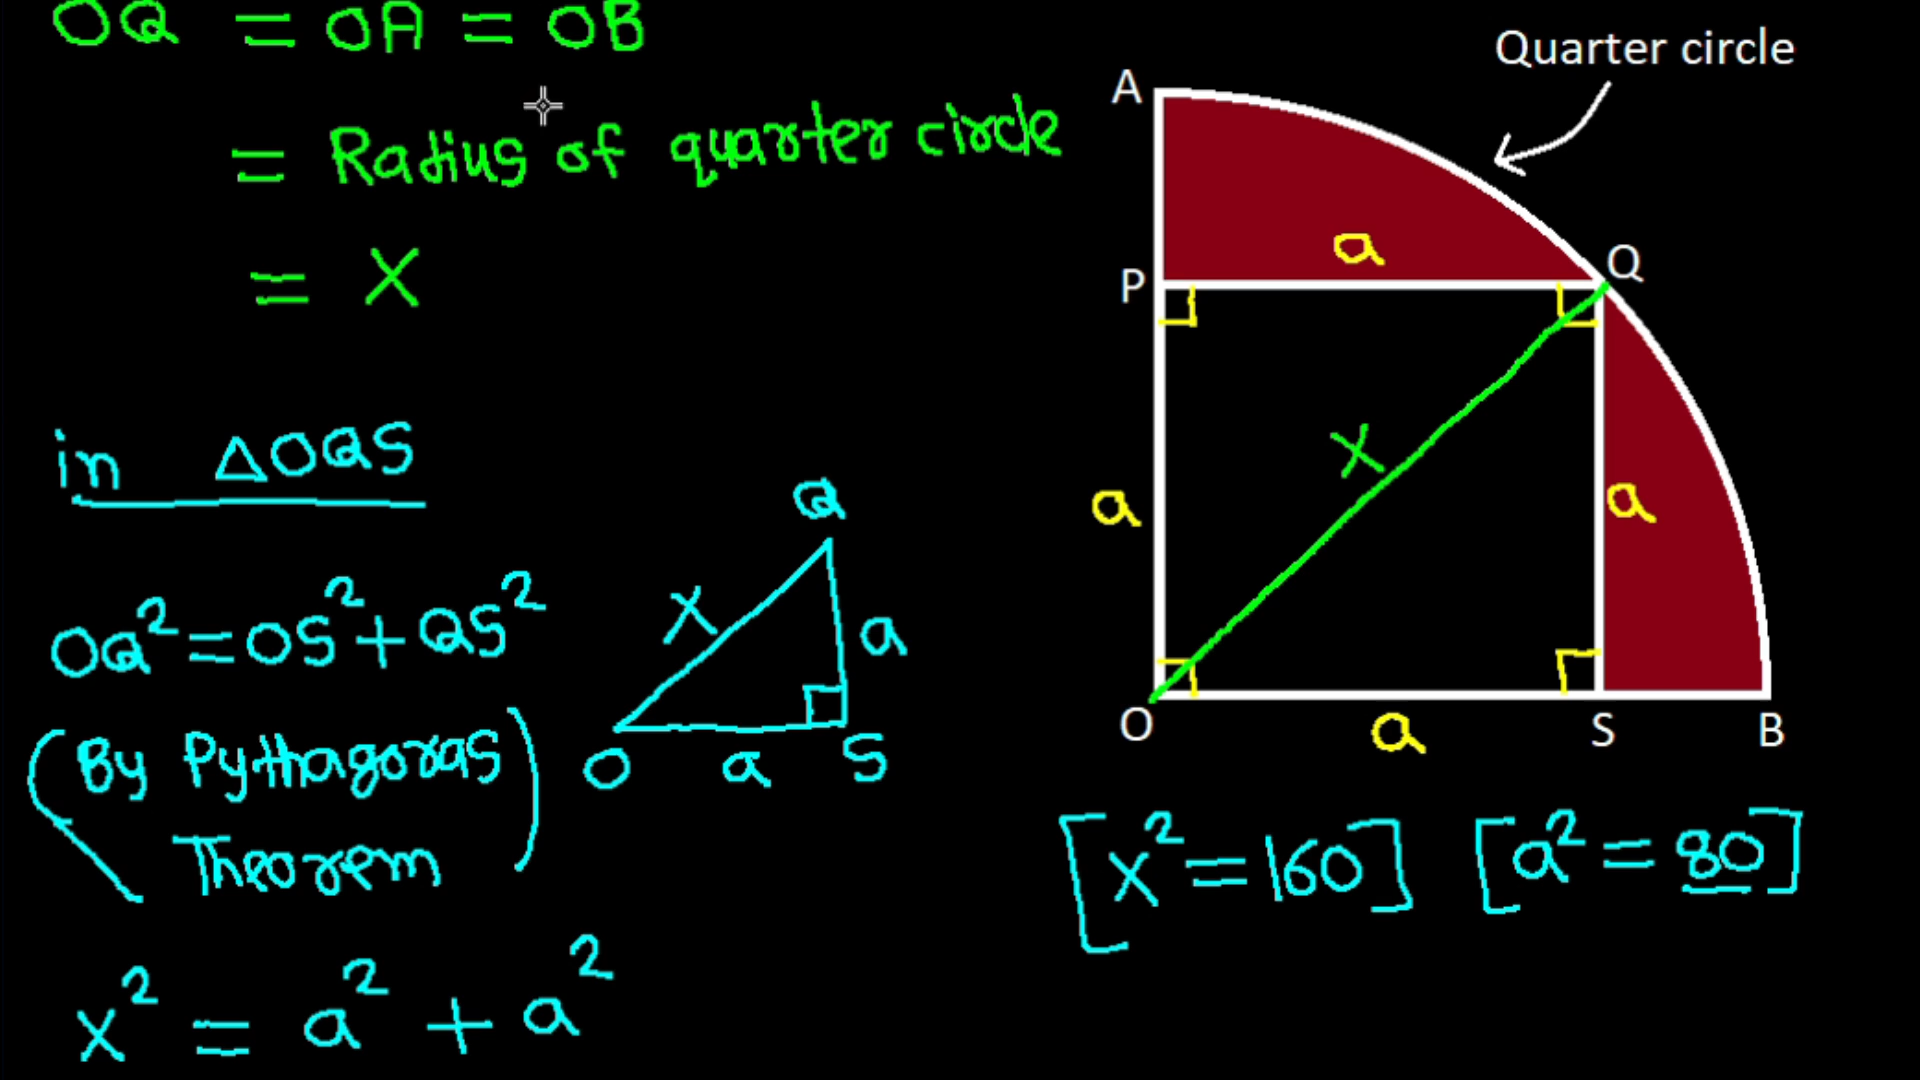 OQ = OA = OB
= Radius of quarter circle
= X
in △OQS
OQ² = OS² + QS²
(By Pythagoras
Theorem)
x² = a² + a²
Q
X
a
O
a
S
Quarter circle
A
a
P
Q
X
a
a
O
a
S
B
[x² = 160] [a² = 80]